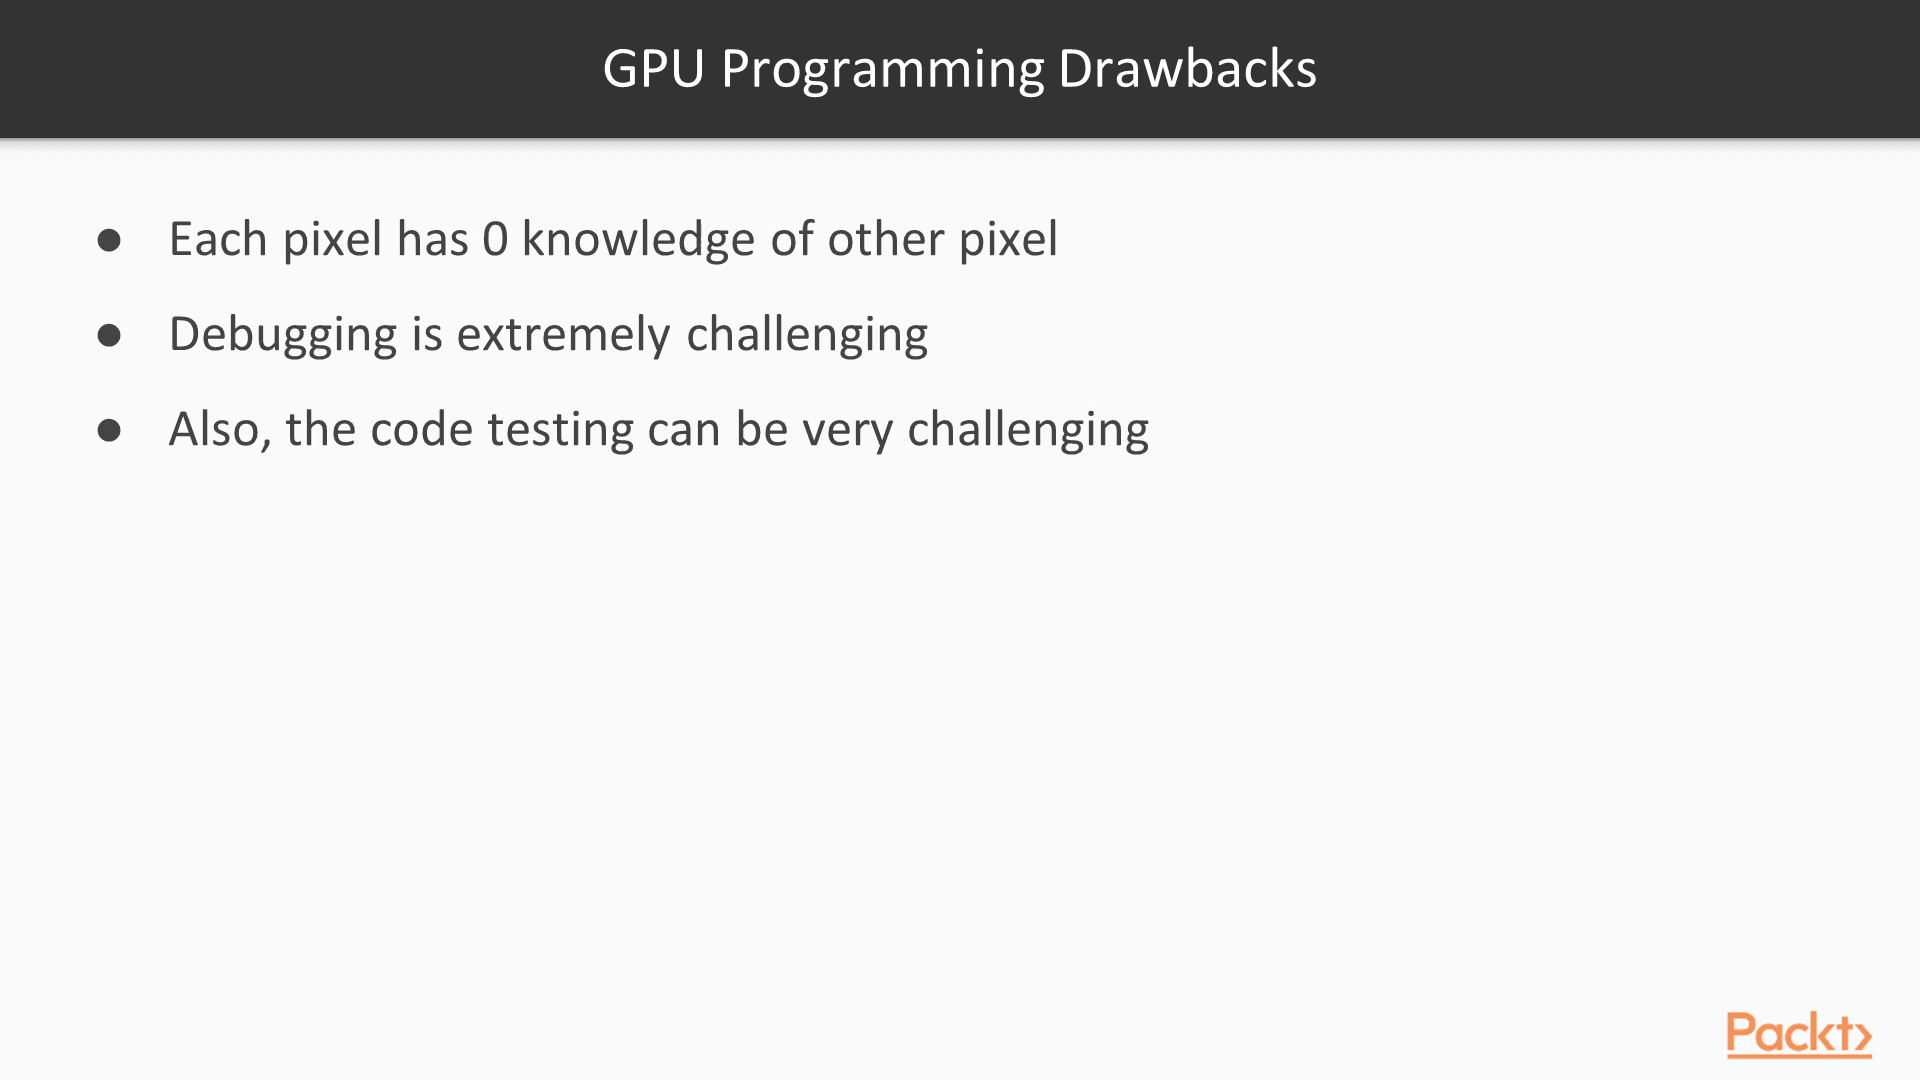 GPU Programming Drawbacks
● Each pixel has 0 knowledge of other pixel
● Debugging is extremely challenging
● Also, the code testing can be very challenging
Packt>